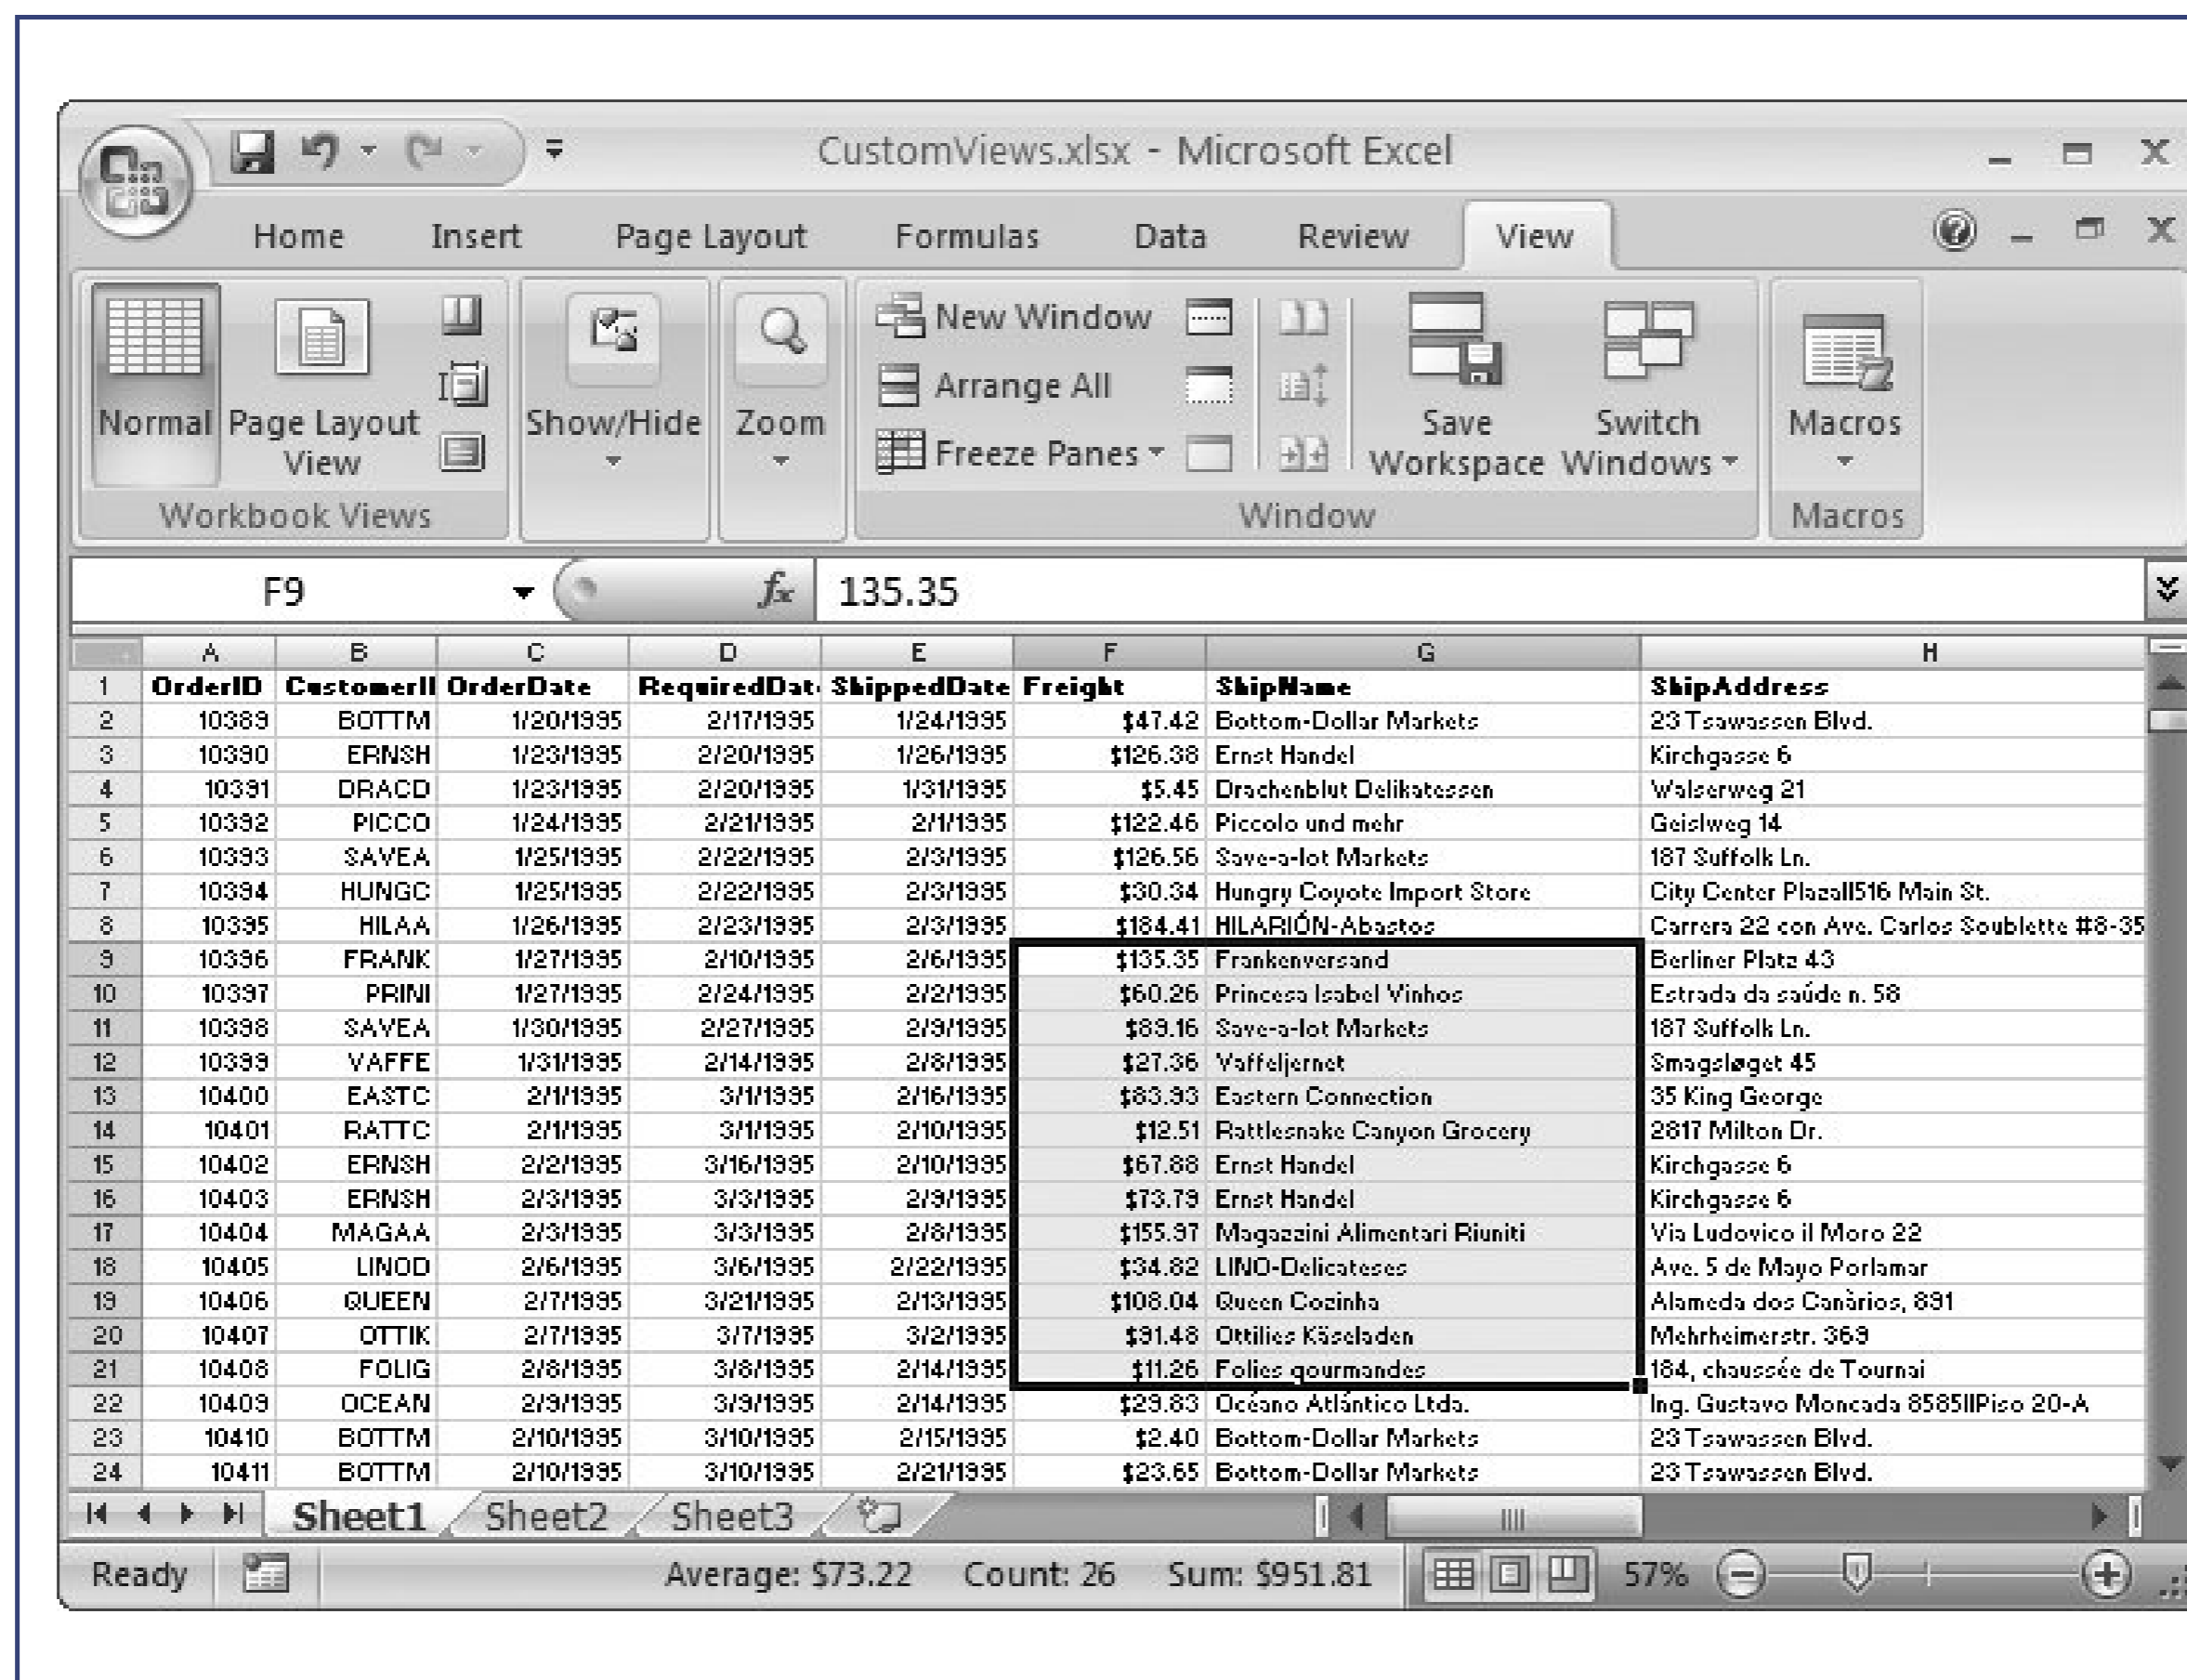 CustomViews.xlsx - Microsoft Excel
Home Insert Page Layout Formulas Data Review View
Normal Page Layout View Show/Hide Zoom New Window Arrange All Freeze Panes Save Workspace Switch Windows Macros
Workbook Views Window Macros
F9 fx 135.35
A B C D E F G H
1 OrderID CustomerII OrderDate RequiredDat ShippedDate Freight ShipName ShipAddress
2 10389 BOTTM 1/20/1995 2/17/1995 1/24/1995 $47.42 Bottom-Dollar Markets 23 Tsawassen Blvd.
3 10390 ERNSH 1/23/1995 2/20/1995 1/26/1995 $126.38 Ernst Handel Kirchgasse 6
4 10391 DRACD 1/23/1995 2/20/1995 1/31/1995 $5.45 Drachenblut Delikatessen Walserweg 21
5 10392 PICCO 1/24/1995 2/21/1995 2/1/1995 $122.46 Piccolo und mehr Geislweg 14
6 10393 SAVEA 1/25/1995 2/22/1995 2/3/1995 $126.56 Save-a-lot Markets 187 Suffolk Ln.
7 10394 HUNGC 1/25/1995 2/22/1995 2/3/1995 $30.34 Hungry Coyote Import Store City Center Plazall516 Main St.
8 10395 HILAA 1/26/1995 2/23/1995 2/3/1995 $184.41 HILARIÓN-Abastos Carrera 22 con Ave. Carlos Soublette #8-35
9 10396 FRANK 1/27/1995 2/10/1995 2/6/1995 $135.35 Frankenversand Berliner Platz 43
10 10397 PRINI 1/27/1995 2/24/1995 2/2/1995 $60.26 Princesa Isabel Vinhos Estrada da saúde n. 58
11 10398 SAVEA 1/30/1995 2/27/1995 2/9/1995 $89.16 Save-a-lot Markets 187 Suffolk Ln.
12 10399 VAFFE 1/31/1995 2/14/1995 2/8/1995 $27.36 Vaffeljernet Smagsløget 45
13 10400 EASTC 2/1/1995 3/1/1995 2/16/1995 $83.93 Eastern Connection 35 King George
14 10401 RATTC 2/1/1995 3/1/1995 2/10/1995 $12.51 Rattlesnake Canyon Grocery 2817 Milton Dr.
15 10402 ERNSH 2/2/1995 3/16/1995 2/10/1995 $67.88 Ernst Handel Kirchgasse 6
16 10403 ERNSH 2/3/1995 3/3/1995 2/9/1995 $73.79 Ernst Handel Kirchgasse 6
17 10404 MAGAA 2/3/1995 3/3/1995 2/8/1995 $155.97 Magazzini Alimentari Riuniti Via Ludovico il Moro 22
18 10405 LINOD 2/6/1995 3/6/1995 2/22/1995 $34.82 LINO-Delicateses Ave. 5 de Mayo Porlamar
19 10406 QUEEN 2/7/1995 3/21/1995 2/13/1995 $108.04 Queen Cozinha Alameda dos Canàrios, 891
20 10407 OTTIK 2/7/1995 3/7/1995 3/2/1995 $91.48 Ottilies Käseladen Mehrheimerstr. 369
21 10408 FOLIG 2/8/1995 3/8/1995 2/14/1995 $11.26 Folies gourmandes 184, chaussée de Tournai
22 10409 OCEAN 2/9/1995 3/9/1995 2/14/1995 $29.83 Océano Atlántico Ltda. Ing. Gustavo Moncada 8585llPiso 20-A
23 10410 BOTTM 2/10/1995 3/10/1995 2/15/1995 $2.40 Bottom-Dollar Markets 23 Tsawassen Blvd.
24 10411 BOTTM 2/10/1995 3/10/1995 2/21/1995 $23.65 Bottom-Dollar Markets 23 Tsawassen Blvd.
Sheet1 Sheet2 Sheet3
Ready Average: $73.22 Count: 26 Sum: $951.81 57%